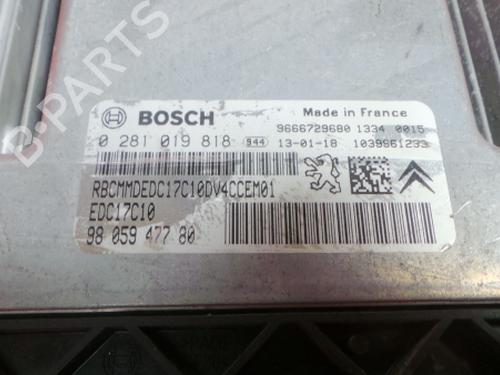 B-PARTS
BOSCH
Made in France
0 281 019 818 944
9666729680 1334 0015
13-01-18 1039S61233
RBCMMDEDC17C10DV4CCEM01
EDC17C10
98 059 477 80